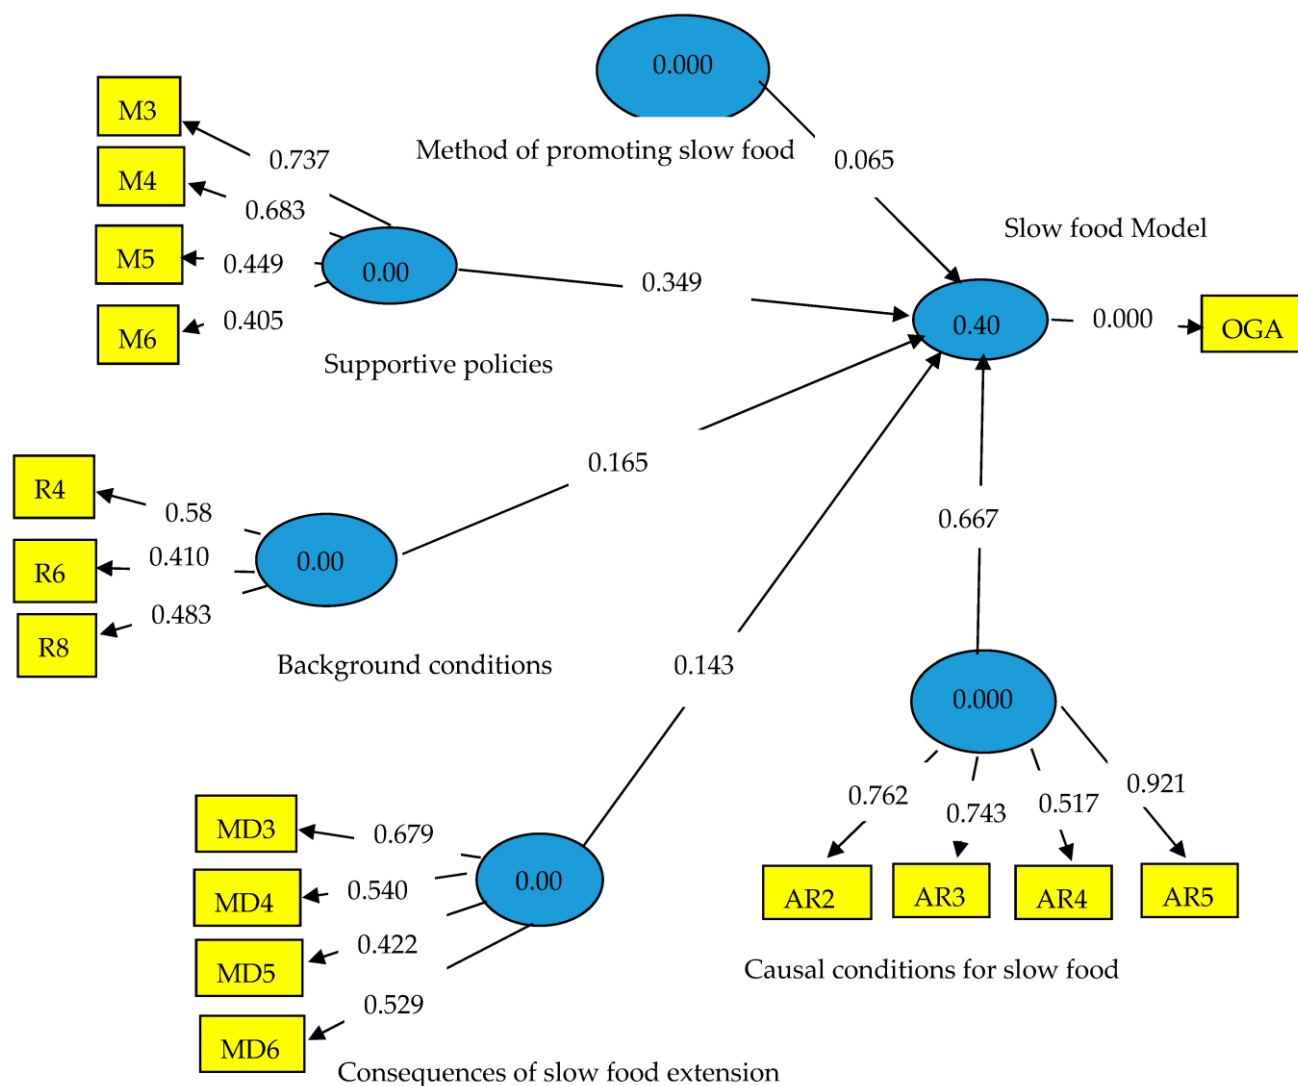 0.000
Method of promoting slow food
0.065
M3
M4
M5
M6
0.737
0.683
0.449
0.405
0.00
Supportive policies
0.349
Slow food Model
0.40
0.000
OGA
R4
R6
R8
0.58
0.410
0.483
0.00
Background conditions
0.165
0.667
0.143
0.000
0.762
0.743
0.517
0.921
AR2
AR3
AR4
AR5
Causal conditions for slow food
MD3
MD4
MD5
MD6
0.679
0.540
0.422
0.529
0.00
Consequences of slow food extension